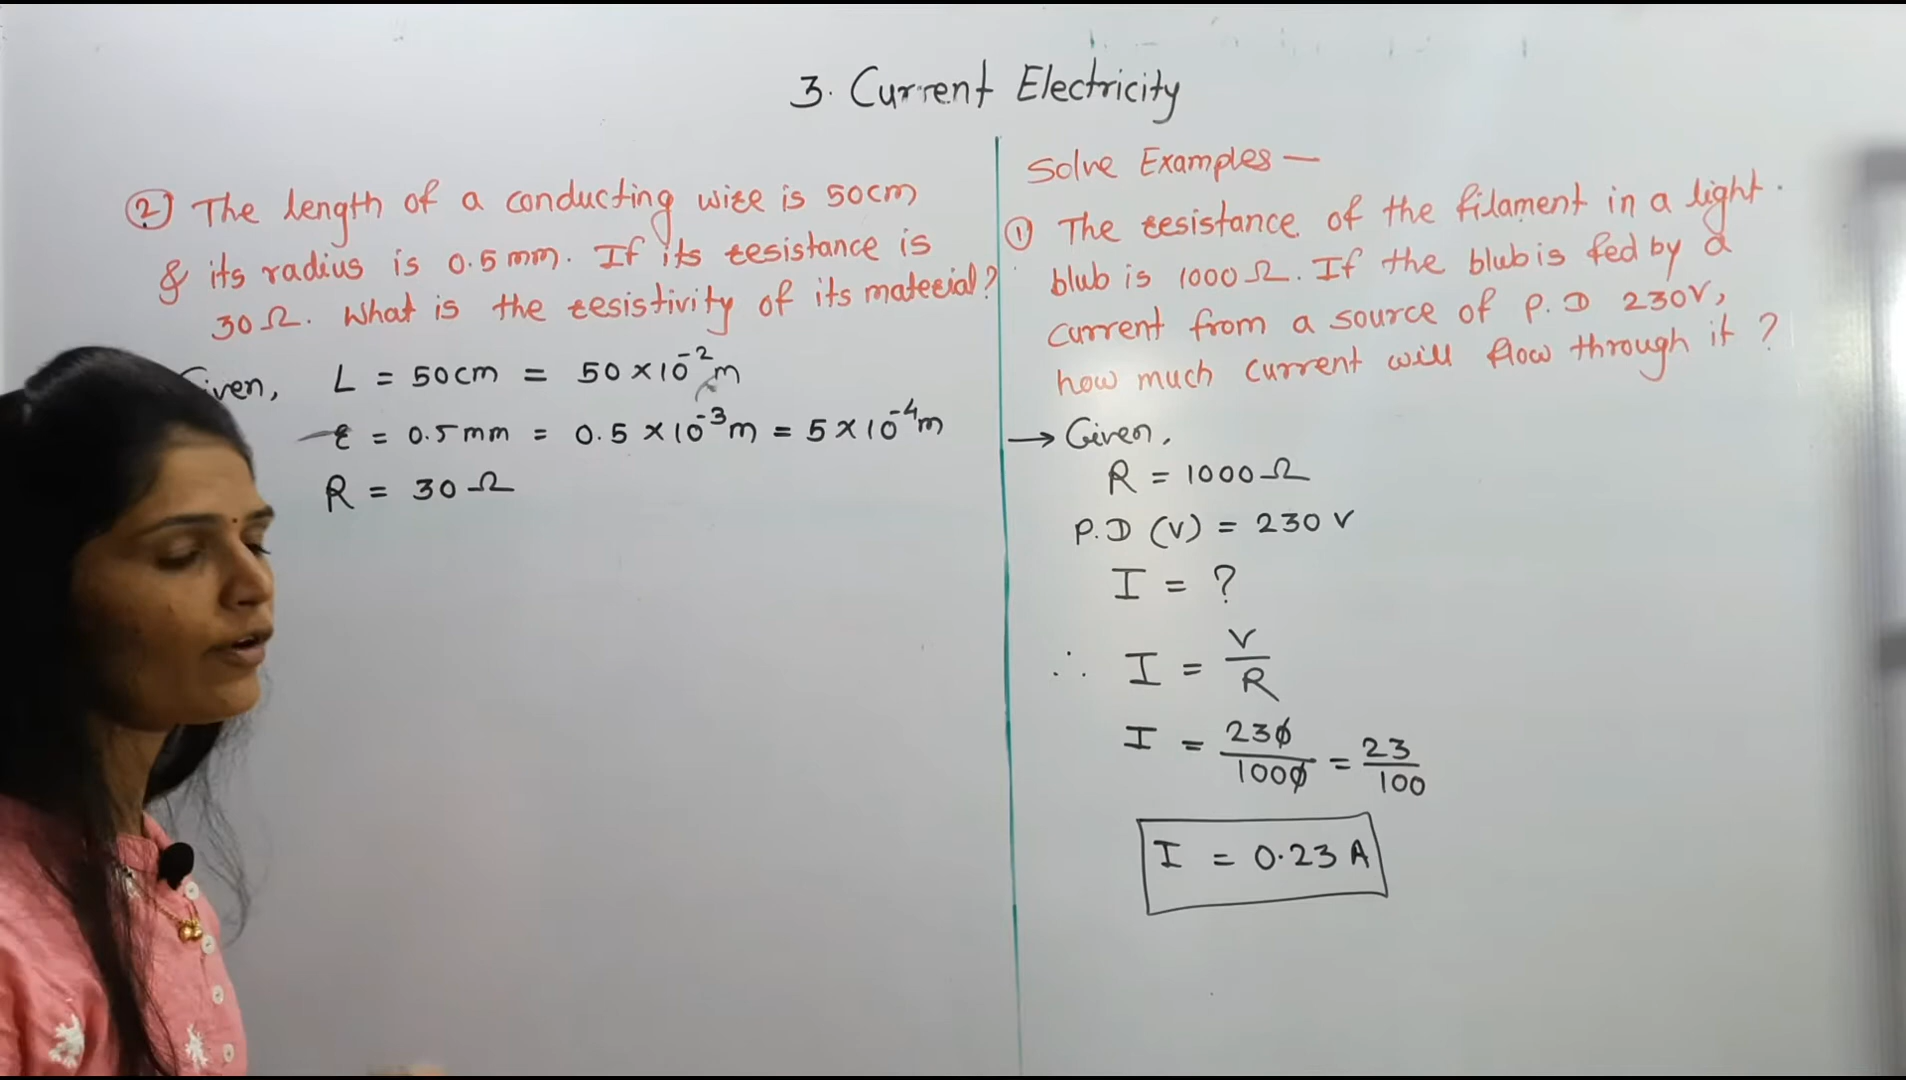 3. Current Electricity
② The length of a conducting wire is 50cm
& its radius is 0.5mm. If its resistance is
30Ω. What is the resistivity of its material?
L = 50cm = 50×10⁻² m
r = 0.5mm = 0.5 × 10⁻³ m = 5 × 10⁻⁴ m
R = 30Ω
Solve Examples —
① The resistance of the filament in a light
blub is 1000Ω. If the blub is fed by a
current from a source of P.D 230V,
how much current will flow through it ?
→ Given,
R = 1000Ω
P.D (V) = 230 V
I = ?
∴ I = V/R
I = 230/1000 = 23/100
I = 0.23 A